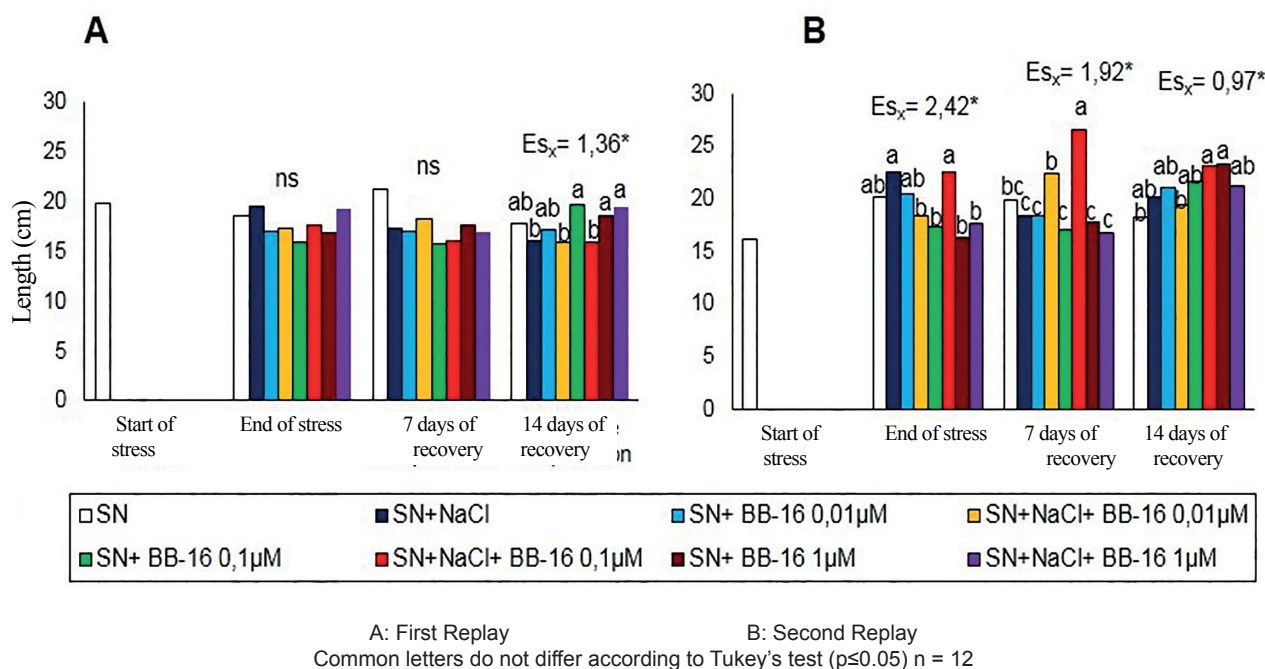 A
30
25
20
15
10
5
0
Length (cm)
ns
ns
Esx= 1,36*
ab ab a a
b b b a
Start of stress
End of stress
7 days of recovery
14 days of recovery
on
B
30
25
20
15
10
5
0
Esx= 2,42*
Esx= 1,92*
Esx= 0,97*
ab a ab b b a b b
bc c c b c a c c
b ab ab b ab a a ab
Start of stress
End of stress
7 days of recovery
14 days of recovery
SN
SN+NaCl
SN+ BB-16 0,01µM
SN+NaCl+ BB-16 0,01µM
SN+ BB-16 0,1µM
SN+NaCl+ BB-16 0,1µM
SN+ BB-16 1µM
SN+NaCl+ BB-16 1µM
A: First Replay
B: Second Replay
Common letters do not differ according to Tukey's test (p≤0.05) n = 12